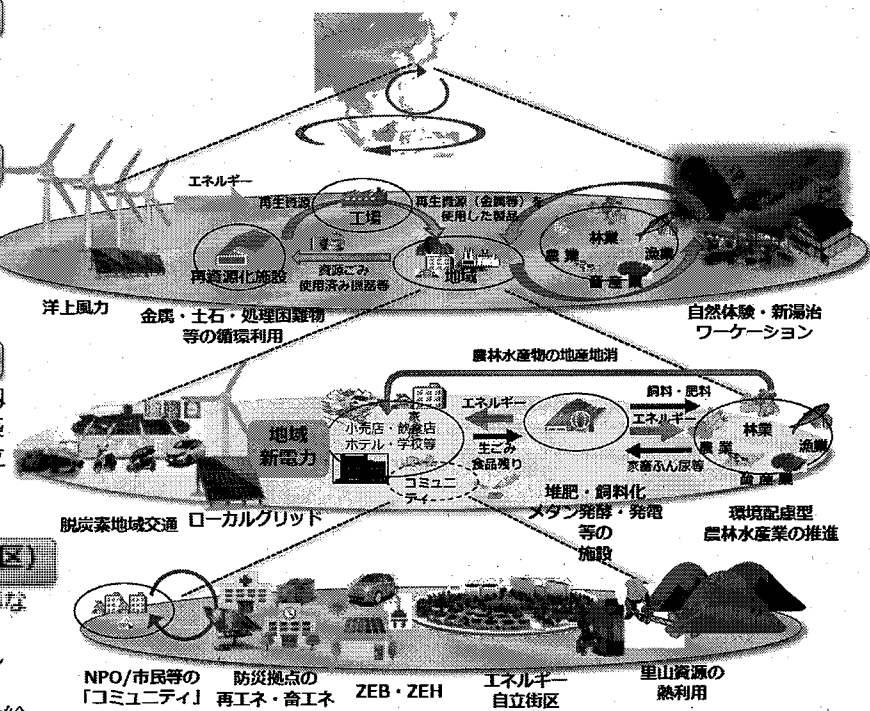 エネルギー
再生資源
工場
再生資源（金属等）を
使用した製品
再資源化施設
資源ごみ
使用済み機器等
地域
林業
農業
漁業
畜産業
洋上風力
金属・土石・処理困難物
等の循環利用
自然体験・新湯治
ワーケーション
農林水産物の地産地消
地域
新電力
家
小売店・飲食店
ホテル・学校等
コミュニ
ティ
エネルギー
生ごみ
食品残り
飼料・肥料
エネルギー
家畜ふん尿等
林業
農業
漁業
畜産業
脱炭素地域交通
ローカルグリッド
堆肥・飼料化
メタン発酵・発電
等の
施設
環境配慮型
農林水産業の推進
区)
な
NPO/市民等の
「コミュニティ」
防災拠点の
再エネ・畜エネ
ZEB・ZEH
エネルギー
自立街区
里山資源の
熱利用